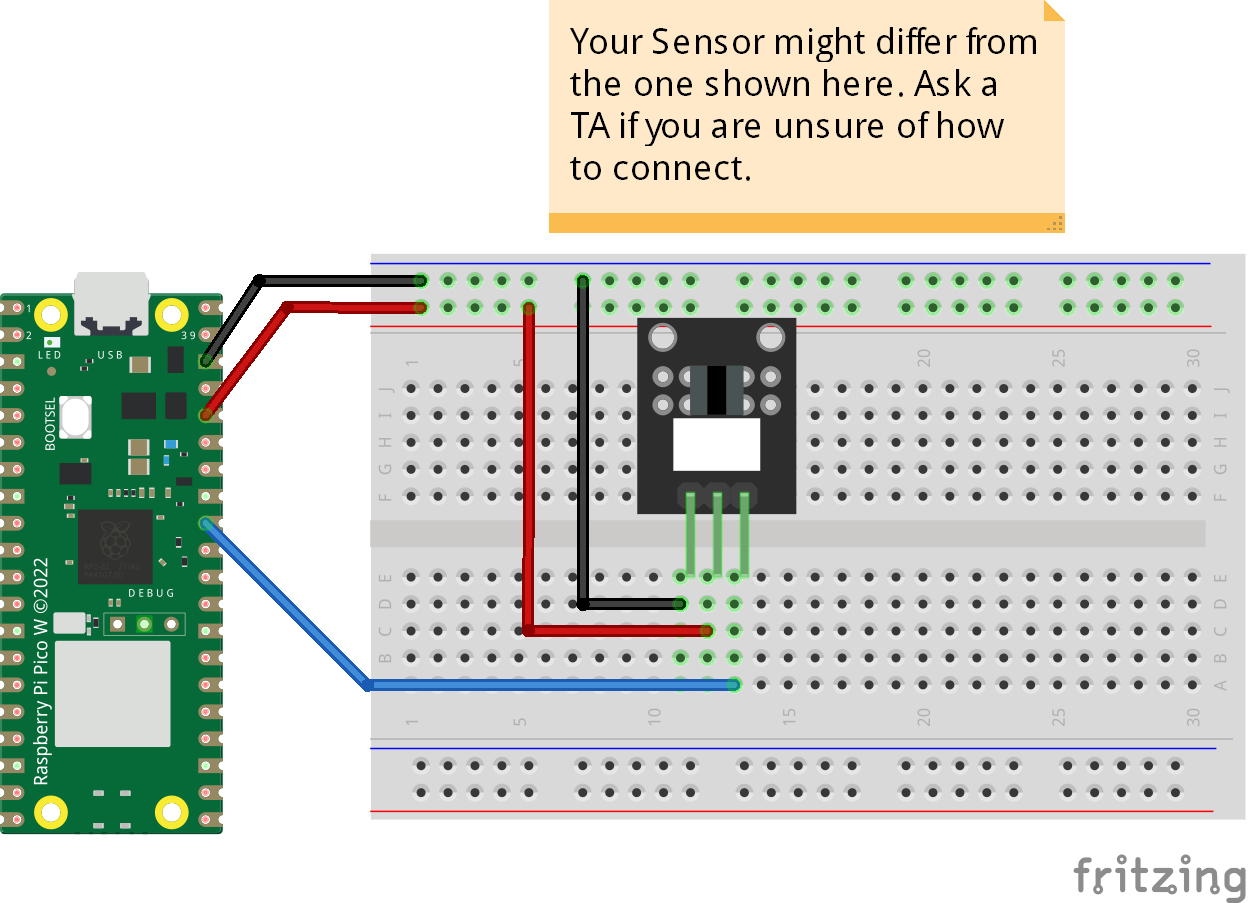 Your Sensor might differ from
the one shown here. Ask a
TA if you are unsure of how
to connect.
1
2
39
LED
USB
BOOTSEL
DEBUG
Raspberry Pi Pico W ©2022
1 5 20 25 30
J J
I I
H H
G G
F F
E E
D D
C C
B B
A A
1 5 10 15 20 25 30
fritzing